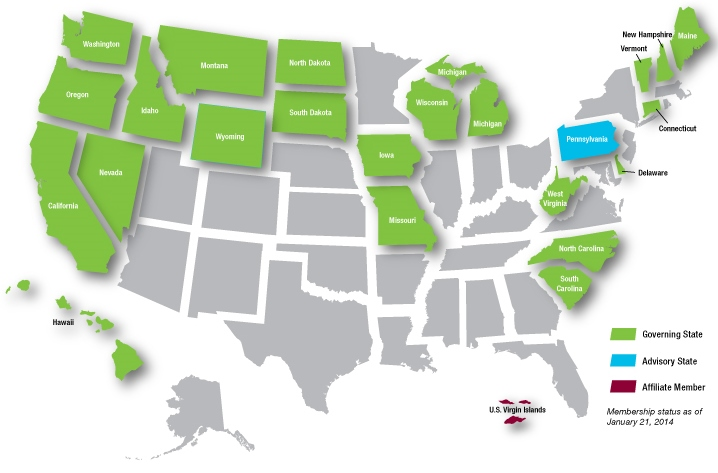 New Hampshire
Maine
Vermont
Washington
Montana
North Dakota
Michigan
Oregon
Idaho
South Dakota
Wisconsin
Michigan
Connecticut
Wyoming
Pennsylvania
Iowa
Nevada
Delaware
California
West
Virginia
Missouri
North Carolina
South
Carolina
Hawaii
Governing State
Advisory State
Affiliate Member
U.S. Virgin Islands
Membership status as of
January 21, 2014